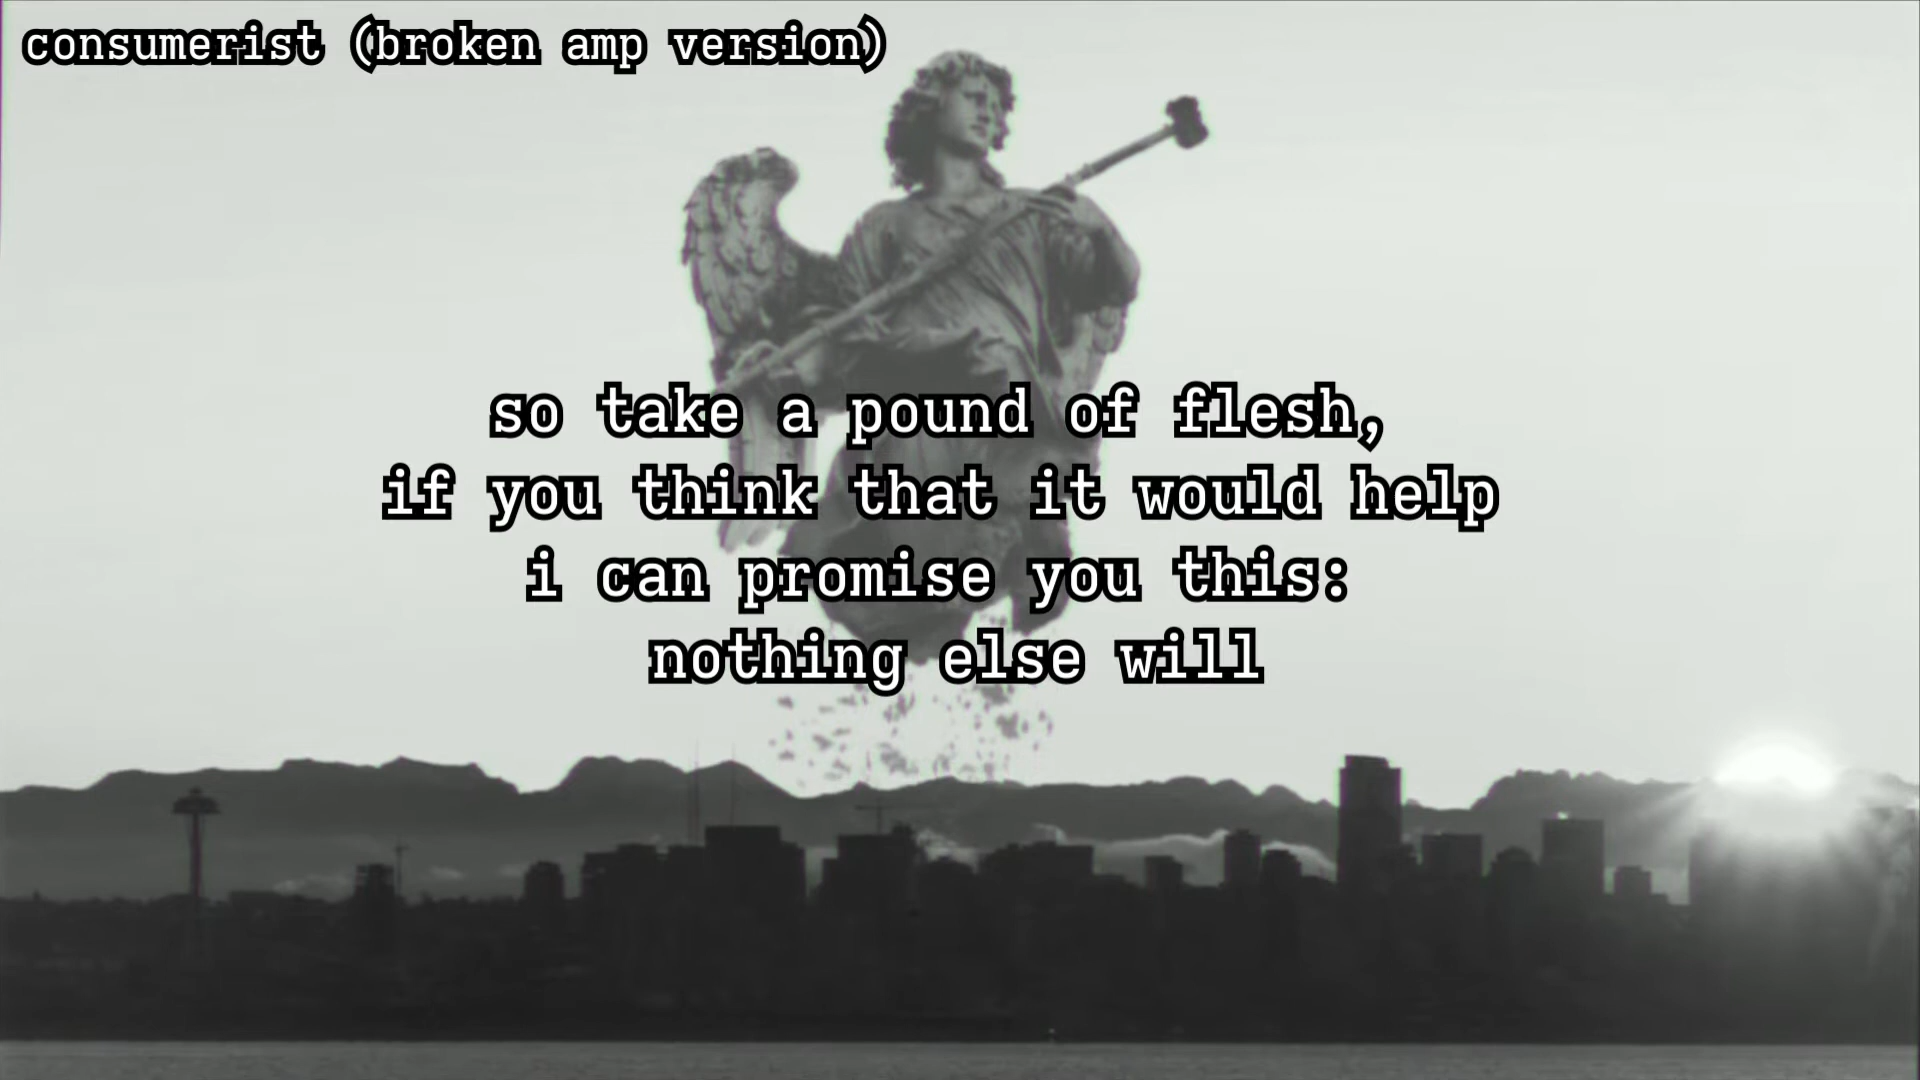 consumerist (broken amp version)
so take a pound of flesh,
if you think that it would help
i can promise you this:
nothing else will